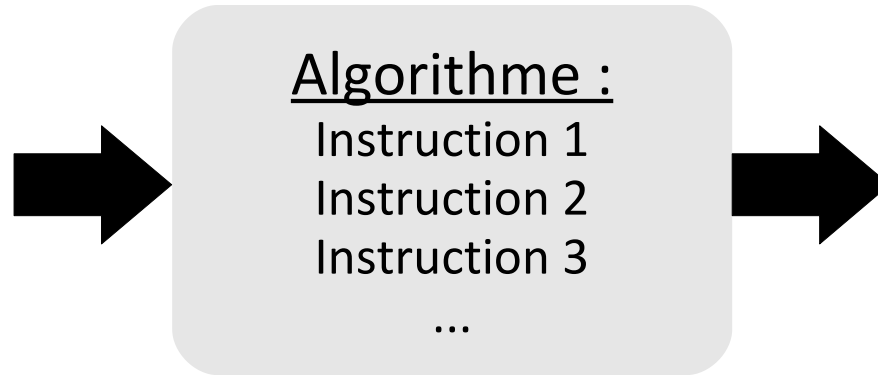 Algorithme :
Instruction 1
Instruction 2
Instruction 3
...